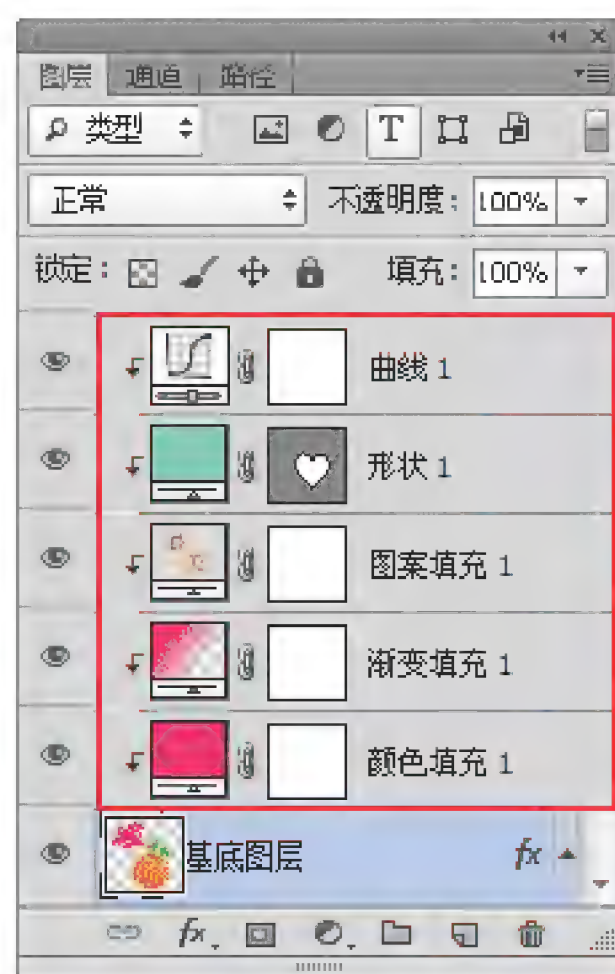 图层 通道 路径
类型 T
正常 不透明度: 100%
锁定: 填充: 100%
曲线 1
形状 1
图案填充 1
渐变填充 1
颜色填充 1
基底图层 fx
fx.